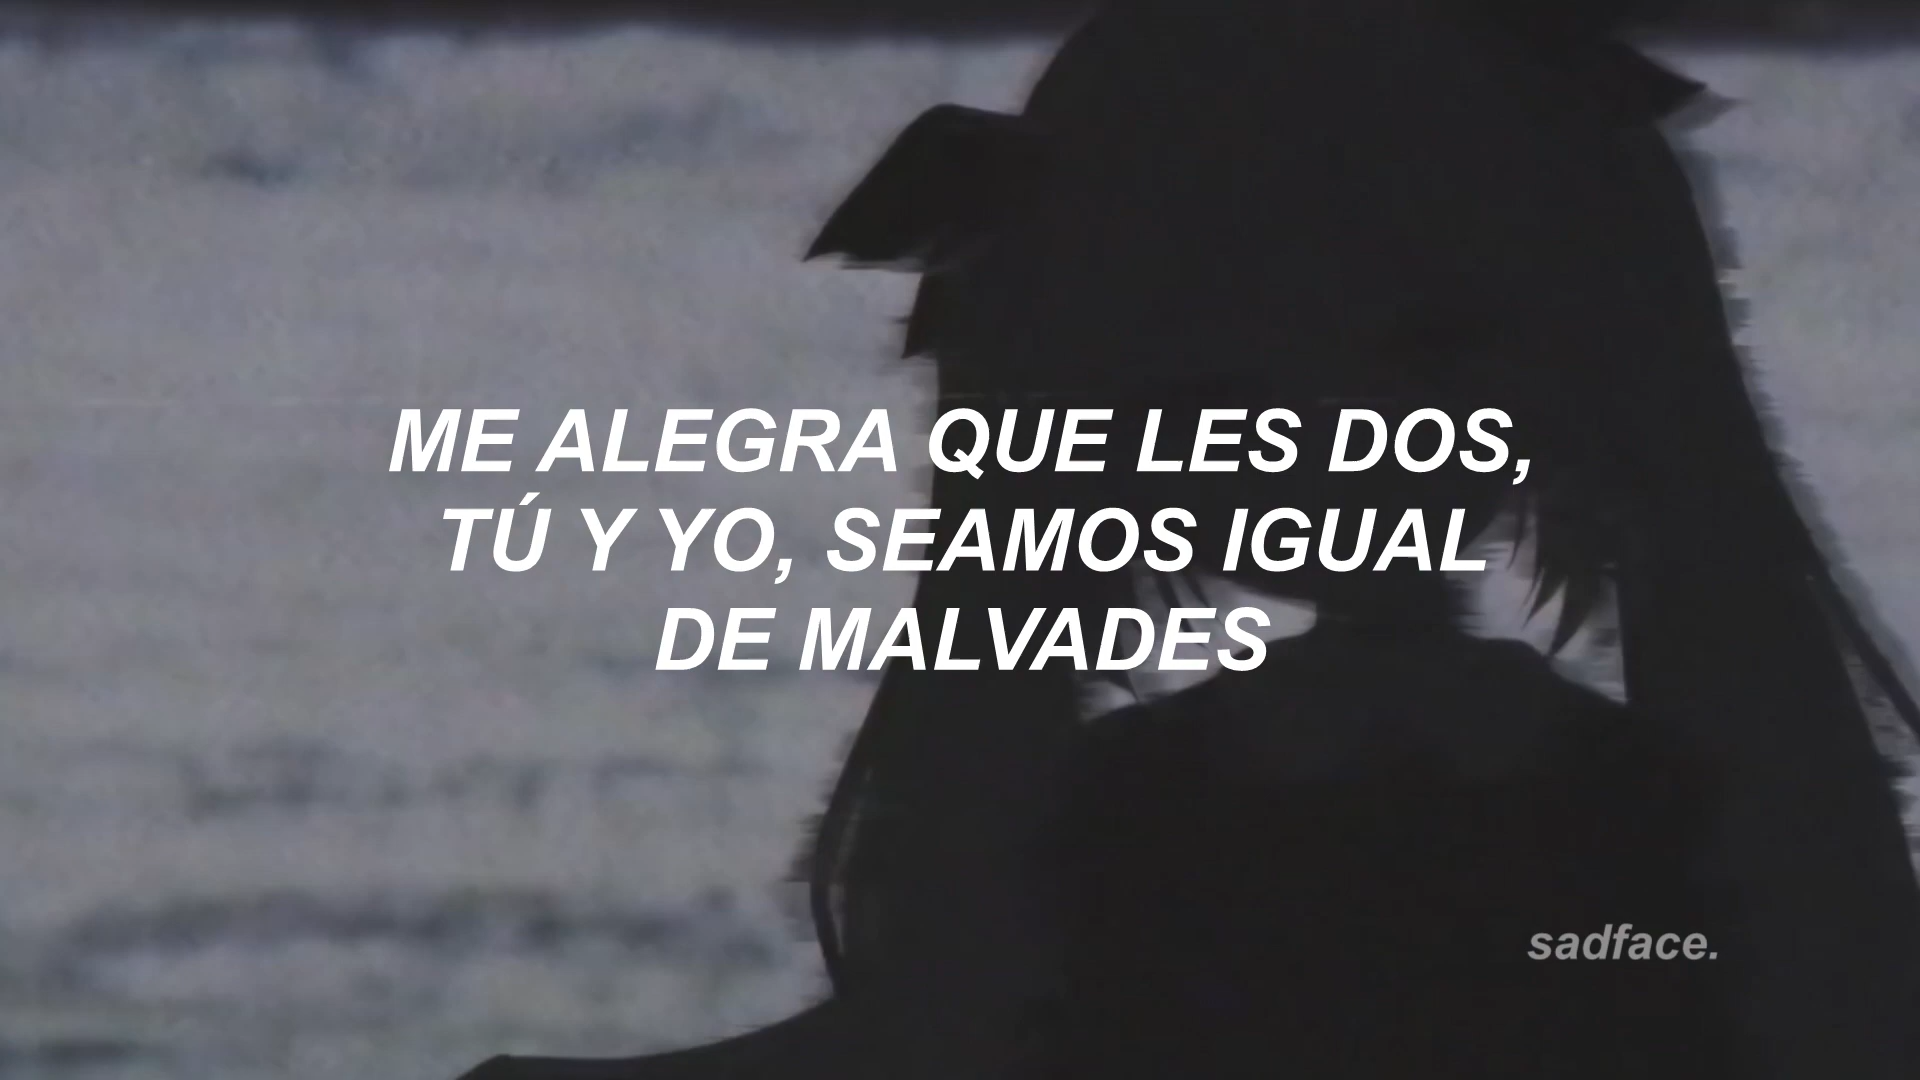 ME ALEGRA QUE LES DOS,
TÚ Y YO, SEAMOS IGUAL
DE MALVADES
sadface.